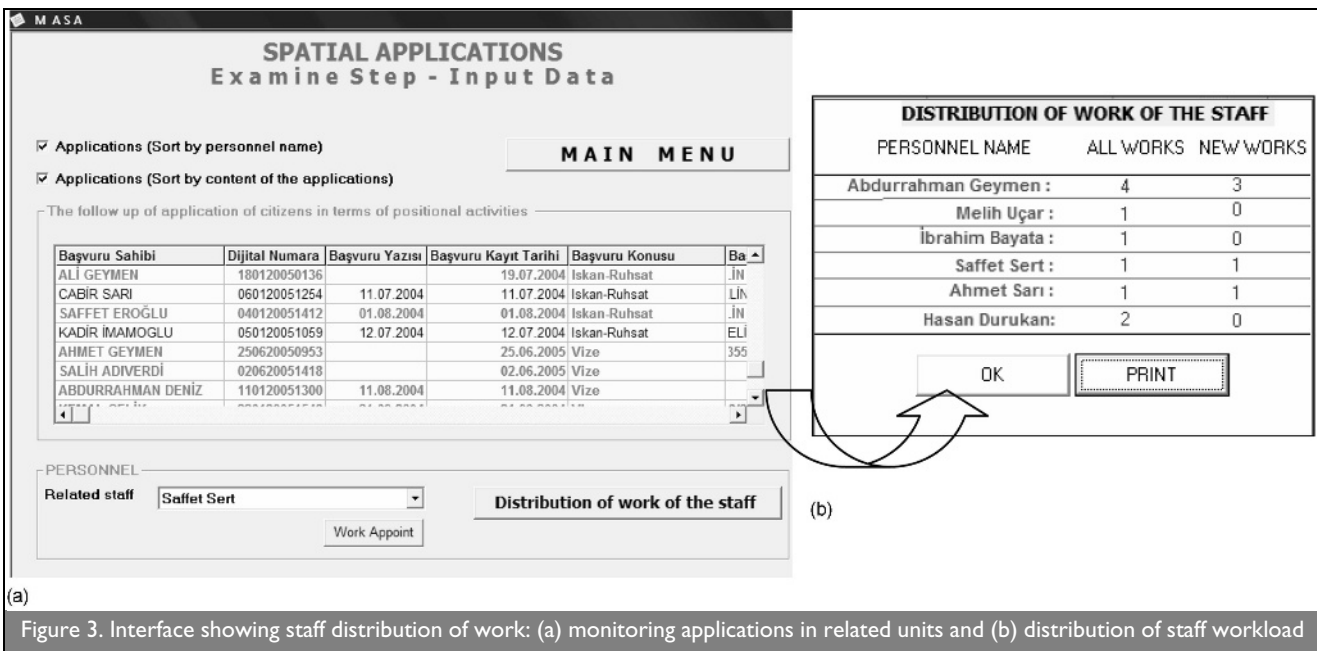 MASA
SPATIAL APPLICATIONS
Examine Step - Input Data
Applications (Sort by personnel name)
MAIN MENU
Applications (Sort by content of the applications)
The follow up of application of citizens in terms of positional activities
Başvuru Sahibi Dijital Numara Başvuru Yazısı Başvuru Kayıt Tarihi Başvuru Konusu Ba
ALİ GEYMEN 180120050136 19.07.2004 Iskan-Ruhsat .İN
CABİR SARI 060120051254 11.07.2004 11.07.2004 Iskan-Ruhsat LİN
SAFFET EROĞLU 040120051412 01.08.2004 01.08.2004 Iskan-Ruhsat .İN
KADİR İMAMOGLU 050120051059 12.07.2004 12.07.2004 Iskan-Ruhsat ELİ
AHMET GEYMEN 250620050953 25.06.2005 Vize 355
SALİH ADIVERDİ 020620051418 02.06.2005 Vize
ABDURRAHMAN DENİZ 110120051300 11.08.2004 11.08.2004 Vize
PERSONNEL
Related staff Saffet Sert
Distribution of work of the staff
Work Appoint
(a)
DISTRIBUTION OF WORK OF THE STAFF
PERSONNEL NAME ALL WORKS NEW WORKS
Abdurrahman Geymen : 4 3
Melih Uçar : 1 0
İbrahim Bayata : 1 0
Saffet Sert : 1 1
Ahmet Sarı : 1 1
Hasan Durukan: 2 0
OK PRINT
(b)
Figure 3. Interface showing staff distribution of work: (a) monitoring applications in related units and (b) distribution of staff workload